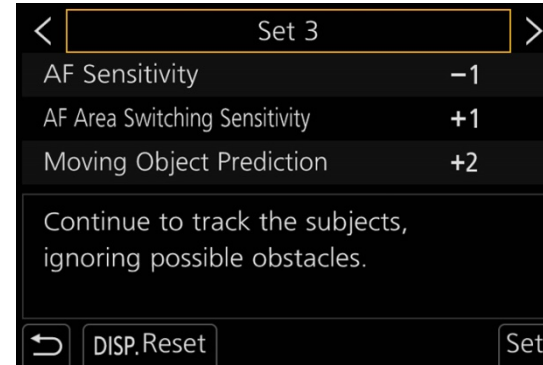 Set 3
AF Sensitivity −1
AF Area Switching Sensitivity +1
Moving Object Prediction +2
Continue to track the subjects,
ignoring possible obstacles.
DISP. Reset Set